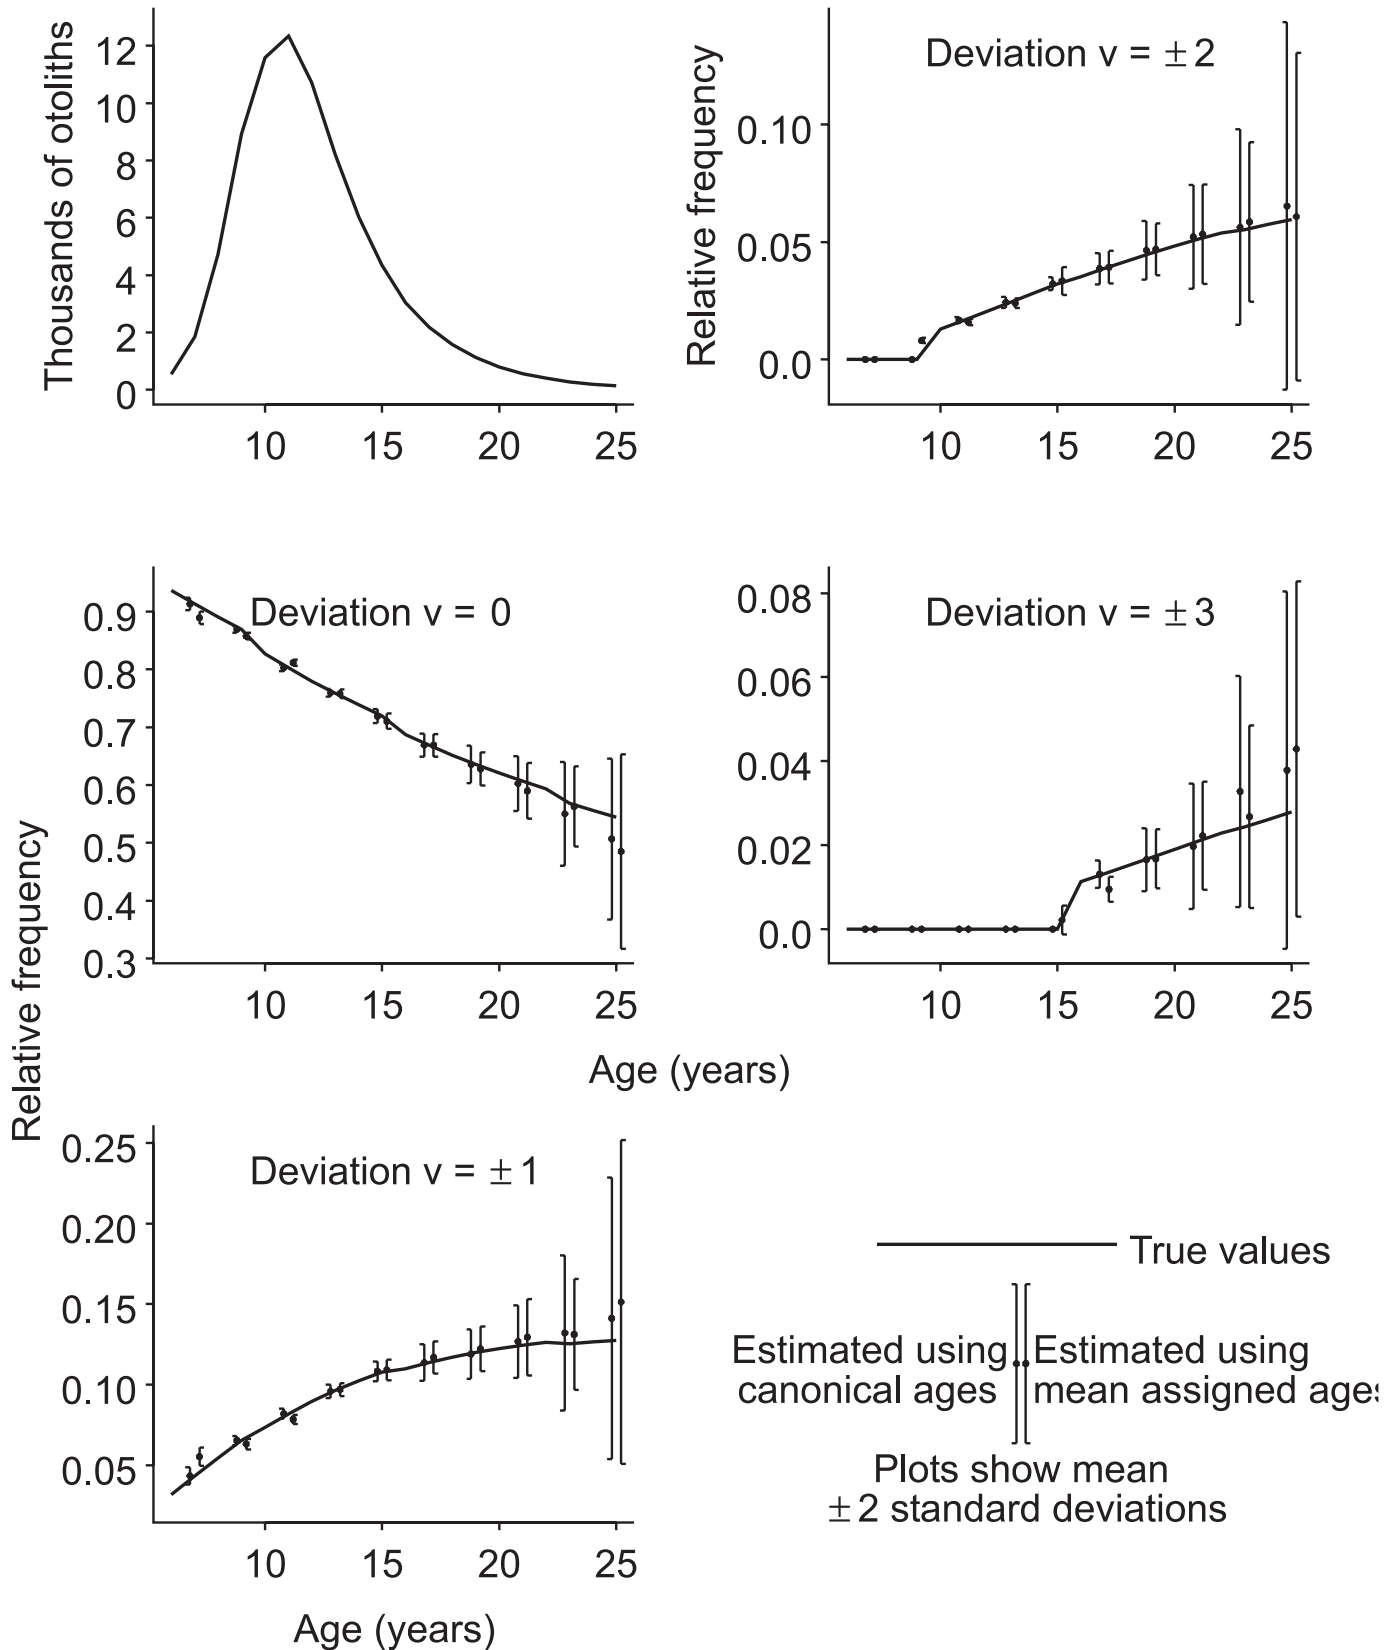 Thousands of otoliths
12
10
8
6
4
2
0
10 15 20 25
Relative frequency
Deviation v = ±2
0.10
0.05
0.0
10 15 20 25
Relative frequency
Deviation v = 0
0.9
0.8
0.7
0.6
0.5
0.4
0.3
10 15 20 25
Deviation v = ±3
0.08
0.06
0.04
0.02
0.0
10 15 20 25
Age (years)
Deviation v = ±1
0.25
0.20
0.15
0.10
0.05
10 15 20 25
Age (years)
True values
Estimated using
canonical ages
Estimated using
mean assigned ages
Plots show mean
±2 standard deviations